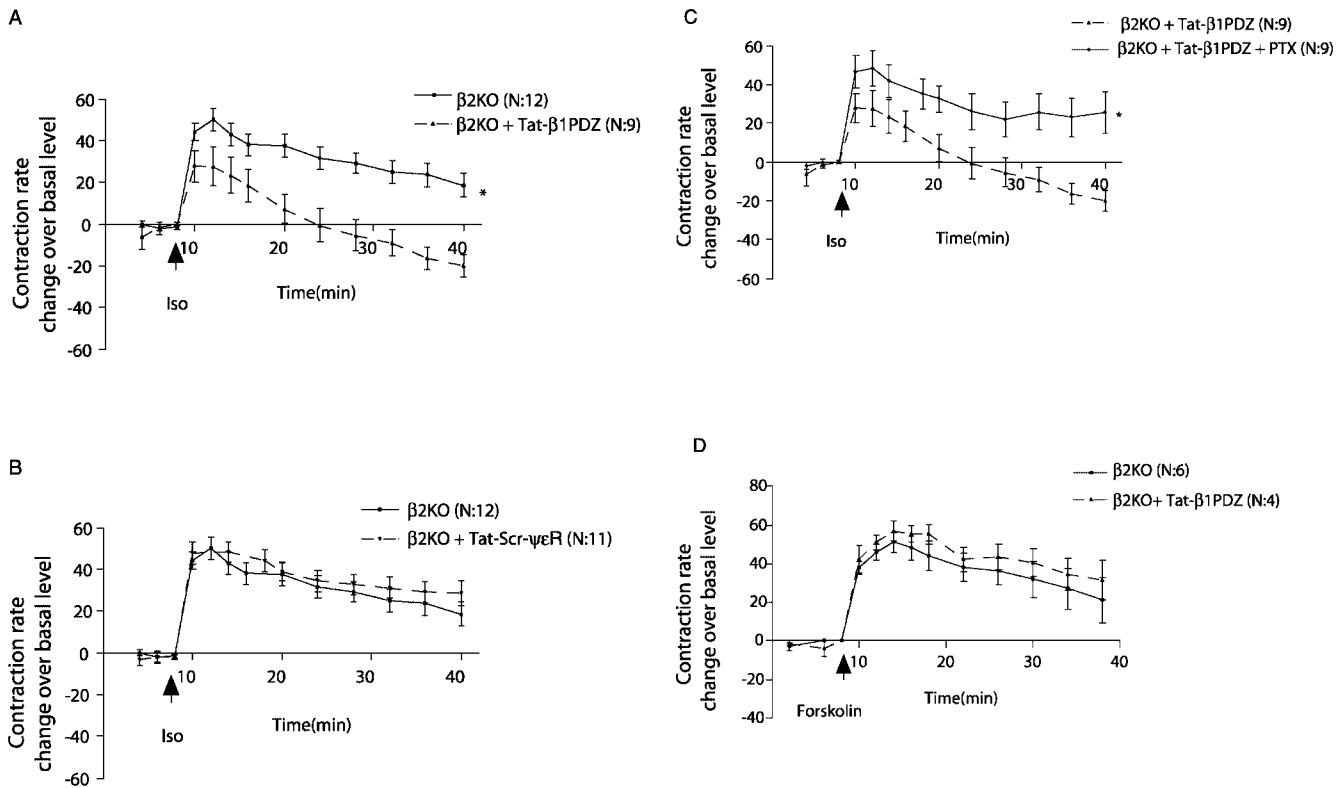 A
β2KO (N:12)
β2KO + Tat-β1PDZ (N:9)
Contraction rate
change over basal level
60
40
20
0
-20
-40
-60
10
20
30
40
Iso
Time(min)
B
β2KO (N:12)
β2KO + Tat-Scr-ψεR (N:11)
Contraction rate
change over basal level
60
40
20
0
-20
-40
-60
10
20
30
40
Iso
Time(min)
C
β2KO + Tat-β1PDZ (N:9)
β2KO + Tat-β1PDZ + PTX (N:9)
Contraction rate
change over basal level
60
40
20
0
-20
-40
-60
10
20
30
40
Iso
Time(min)
D
β2KO (N:6)
β2KO+ Tat-β1PDZ (N:4)
Contraction rate
change over basal level
80
60
40
20
0
-20
-40
10
20
30
40
Forskolin
Time(min)
*
*